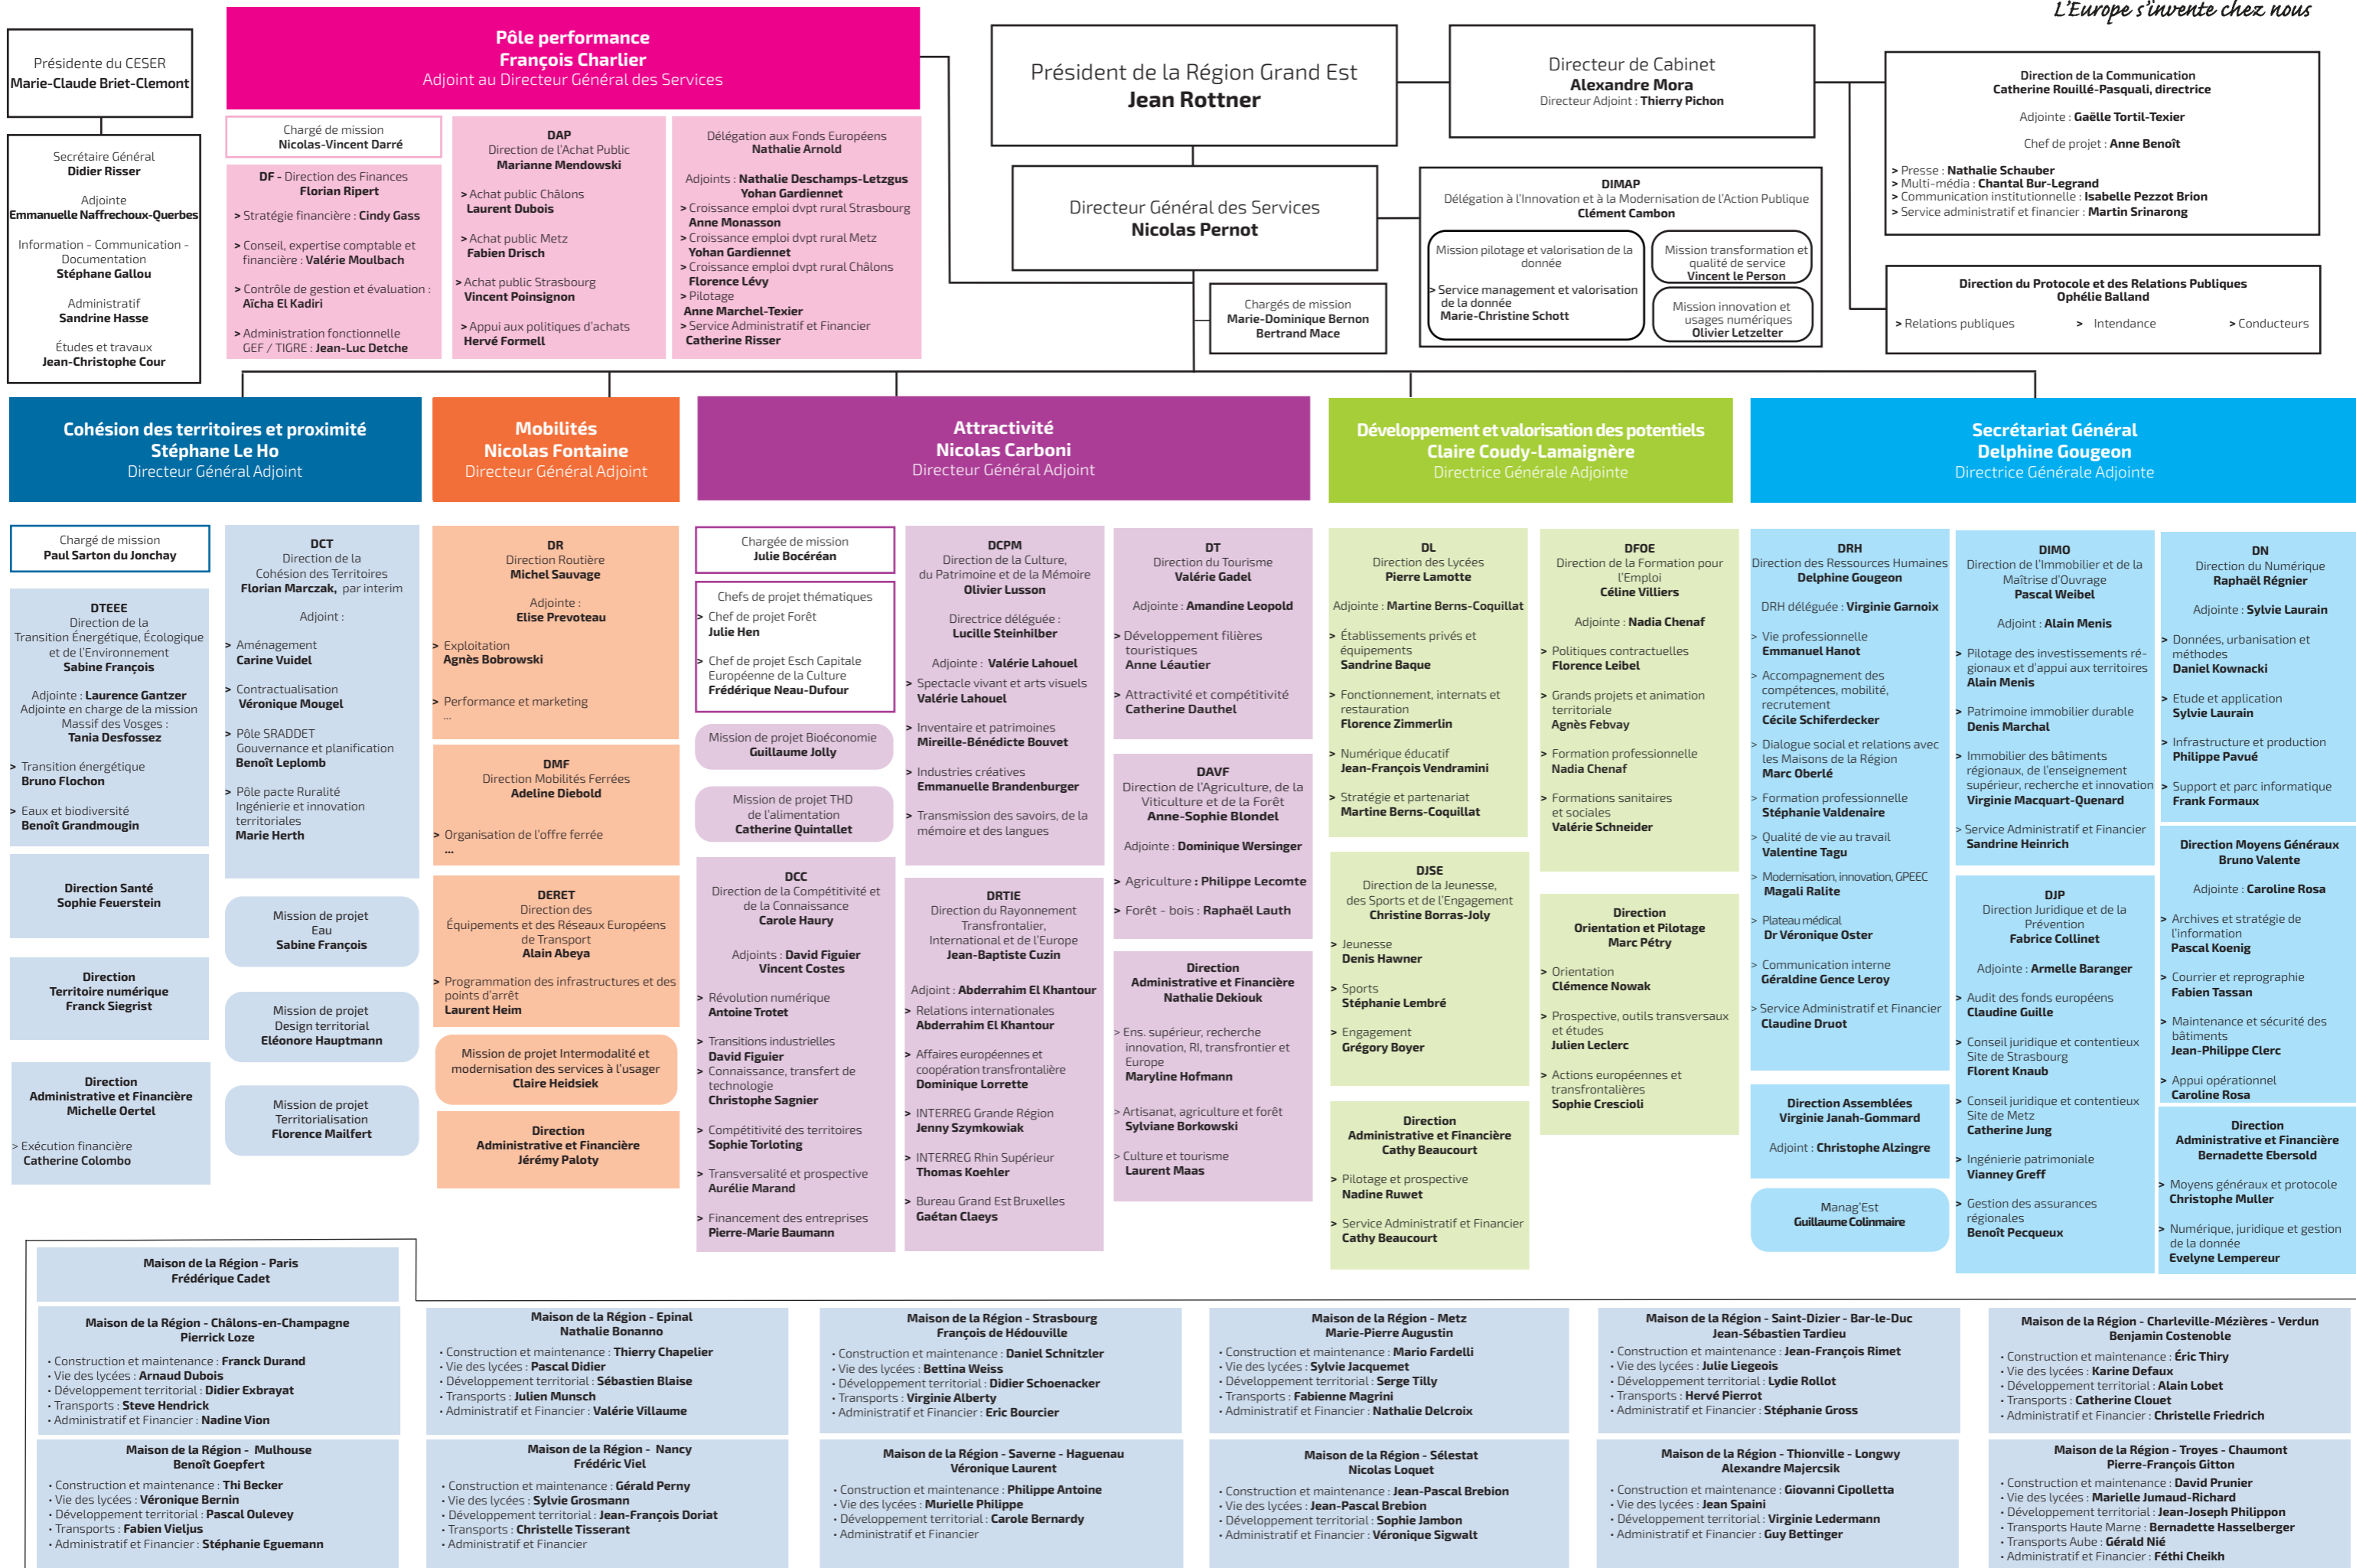 L'Europe s'invente chez nous
Présidente du CESER
Marie-Claude Briet-Clemont
Secrétaire Général
Didier Risser
Adjointe
Emmanuelle Naffrechoux-Querbes
Information - Communication -
Documentation
Stéphane Gallou
Administratif
Sandrine Hasse
Études et travaux
Jean-Christophe Cour
Pôle performance
François Charlier
Adjoint au Directeur Général des Services
Chargé de mission
Nicolas-Vincent Darré
DF - Direction des Finances
Florian Ripert
> Stratégie financière : Cindy Gass
> Conseil, expertise comptable et
financière : Valérie Moulbach
> Contrôle de gestion et évaluation :
Aïcha El Kadiri
> Administration fonctionnelle
GEF / TIGRE : Jean-Luc Detche
DAP
Direction de l'Achat Public
Marianne Mendowski
> Achat public Châlons
Laurent Dubois
> Achat public Metz
Fabien Drisch
> Achat public Strasbourg
Vincent Poinsignon
> Appui aux politiques d'achats
Hervé Formell
Délégation aux Fonds Européens
Nathalie Arnold
Adjoints : Nathalie Deschamps-Letzgus
Yohan Gardiennet
> Croissance emploi dvpt rural Strasbourg
Anne Monasson
> Croissance emploi dvpt rural Metz
Yohan Gardiennet
> Croissance emploi dvpt rural Châlons
Florence Lévy
> Pilotage
Anne Marchel-Texier
> Service Administratif et Financier
Catherine Risser
Président de la Région Grand Est
Jean Rottner
Directeur Général des Services
Nicolas Pernot
Chargés de mission
Marie-Dominique Bernon
Bertrand Mace
Directeur de Cabinet
Alexandre Mora
Directeur Adjoint : Thierry Pichon
DIMAP
Délégation à l'Innovation et à la Modernisation de l'Action Publique
Clément Cambon
Mission pilotage et valorisation de la
donnée
> Service management et valorisation
de la donnée
Marie-Christine Schott
Mission transformation et
qualité de service
Vincent le Person
Mission innovation et
usages numériques
Olivier Letzelter
Direction de la Communication
Catherine Rouillé-Pasquali, directrice
Adjointe : Gaëlle Tortil-Texier
Chef de projet : Anne Benoît
> Presse : Nathalie Schauber
> Multi-média : Chantal Bur-Legrand
> Communication institutionnelle : Isabelle Pezzot Brion
> Service administratif et financier : Martin Srinarong
Direction du Protocole et des Relations Publiques
Ophélie Balland
> Relations publiques > Intendance > Conducteurs
Cohésion des territoires et proximité
Stéphane Le Ho
Directeur Général Adjoint
Chargé de mission
Paul Sarton du Jonchay
DTEEE
Direction de la
Transition Énergétique, Écologique
et de l'Environnement
Sabine François
Adjointe : Laurence Gantzer
Adjointe en charge de la mission
Massif des Vosges :
Tania Desfossez
> Transition énergétique
Bruno Flochon
> Eaux et biodiversité
Benoît Grandmougin
Direction Santé
Sophie Feuerstein
Direction
Territoire numérique
Franck Siegrist
Direction
Administrative et Financière
Michelle Oertel
> Exécution financière
Catherine Colombo
DCT
Direction de la
Cohésion des Territoires
Florian Marczak, par interim
Adjoint :
> Aménagement
Carine Vuidel
> Contractualisation
Véronique Mougel
> Pôle SRADDET
Gouvernance et planification
Benoît Leplomb
> Pôle pacte Ruralité
Ingénierie et innovation
territoriales
Marie Herth
Mission de projet
Eau
Sabine François
Mission de projet
Design territorial
Eléonore Hauptmann
Mission de projet
Territorialisation
Florence Mailfert
Mobilités
Nicolas Fontaine
Directeur Général Adjoint
DR
Direction Routière
Michel Sauvage
Adjointe :
Elise Prevoteau
> Exploitation
Agnès Bobrowski
> Performance et marketing
...
DMF
Direction Mobilités Ferrées
Adeline Diebold
> Organisation de l'offre ferrée
...
DERET
Direction des
Équipements et des Réseaux Européens
de Transport
Alain Abeya
> Programmation des infrastructures et des
points d'arrêt
Laurent Heim
Mission de projet Intermodalité et
modernisation des services à l'usager
Claire Heidsiek
Direction
Administrative et Financière
Jérémy Paloty
Attractivité
Nicolas Carboni
Directeur Général Adjoint
Chargée de mission
Julie Bocéréan
Chefs de projet thématiques
> Chef de projet Forêt
Julie Hen
> Chef de projet Esch Capitale
Européenne de la Culture
Frédérique Neau-Dufour
Mission de projet Bioéconomie
Guillaume Jolly
Mission de projet THD
de l'alimentation
Catherine Quintallet
DCC
Direction de la Compétitivité et
de la Connaissance
Carole Haury
Adjoints : David Figuier
Vincent Costes
> Révolution numérique
Antoine Trotet
> Transitions industrielles
David Figuier
> Connaissance, transfert de
technologie
Christophe Sagnier
> Compétitivité des territoires
Sophie Torloting
> Transversalité et prospective
Aurélie Marand
> Financement des entreprises
Pierre-Marie Baumann
DCPM
Direction de la Culture,
du Patrimoine et de la Mémoire
Olivier Lusson
Directrice déléguée :
Lucille Steinhilber
Adjointe : Valérie Lahouel
> Spectacle vivant et arts visuels
Valérie Lahouel
> Inventaire et patrimoines
Mireille-Bénédicte Bouvet
> Industries créatives
Emmanuelle Brandenburger
> Transmission des savoirs, de la
mémoire et des langues
DRTIE
Direction du Rayonnement
Transfrontalier,
International et de l'Europe
Jean-Baptiste Cuzin
Adjoint : Abderrahim El Khantour
> Relations internationales
Abderrahim El Khantour
> Affaires européennes et
coopération transfrontalière
Dominique Lorrette
> INTERREG Grande Région
Jenny Szymkowiak
> INTERREG Rhin Supérieur
Thomas Koehler
> Bureau Grand Est Bruxelles
Gaétan Claeys
DT
Direction du Tourisme
Valérie Gadel
Adjointe : Amandine Leopold
> Développement filières
touristiques
Anne Léautier
> Attractivité et compétitivité
Catherine Dauthel
DAVF
Direction de l'Agriculture, de la
Viticulture et de la Forêt
Anne-Sophie Blondel
Adjointe : Dominique Wersinger
> Agriculture : Philippe Lecomte
> Forêt - bois : Raphaël Lauth
Direction
Administrative et Financière
Nathalie Dekiouk
> Ens. supérieur, recherche
innovation, RI, transfrontier et
Europe
Maryline Hofmann
> Artisanat, agriculture et forêt
Sylviane Borkowski
> Culture et tourisme
Laurent Maas
Développement et valorisation des potentiels
Claire Coudy-Lamaignère
Directrice Générale Adjointe
DL
Direction des Lycées
Pierre Lamotte
Adjointe : Martine Berns-Coquillat
> Établissements privés et
équipements
Sandrine Baque
> Fonctionnement, internats et
restauration
Florence Zimmerlin
> Numérique éducatif
Jean-François Vendramini
> Stratégie et partenariat
Martine Berns-Coquillat
DJSE
Direction de la Jeunesse,
des Sports et de l'Engagement
Christine Borras-Joly
> Jeunesse
Denis Hawner
> Sports
Stéphanie Lembré
> Engagement
Grégory Boyer
Direction
Administrative et Financière
Cathy Beaucourt
> Pilotage et prospective
Nadine Ruwet
> Service Administratif et Financier
Cathy Beaucourt
DFOE
Direction de la Formation pour
l'Emploi
Céline Villiers
Adjointe : Nadia Chenaf
> Politiques contractuelles
Florence Leibel
> Grands projets et animation
territoriale
Agnès Febvay
> Formation professionnelle
Nadia Chenaf
> Formations sanitaires
et sociales
Valérie Schneider
Direction
Orientation et Pilotage
Marc Pétry
> Orientation
Clémence Nowak
> Prospective, outils transversaux
et études
Julien Leclerc
> Actions européennes et
transfrontalières
Sophie Crescioli
Secrétariat Général
Delphine Gougeon
Directrice Générale Adjointe
DRH
Direction des Ressources Humaines
Delphine Gougeon
DRH déléguée : Virginie Garnoix
> Vie professionnelle
Emmanuel Hanot
> Accompagnement des
compétences, mobilité,
recrutement
Cécile Schiferdecker
> Dialogue social et relations avec
les Maisons de la Région
Marc Oberlé
> Formation professionnelle
Stéphanie Valdenaire
> Qualité de vie au travail
Valentine Tagu
> Modernisation, innovation, GPEEC
Magali Ralite
> Plateau médical
Dr Véronique Oster
> Communication interne
Géraldine Gence Leroy
> Service Administratif et Financier
Claudine Druot
Direction Assemblées
Virginie Janah-Gommard
Adjoint : Christophe Alzingre
Manag'Est
Guillaume Colinmaire
DIMO
Direction de l'Immobilier et de la
Maîtrise d'Ouvrage
Pascal Weibel
Adjoint : Alain Menis
> Pilotage des investissements ré-
gionaux et d'appui aux territoires
Alain Menis
> Patrimoine immobilier durable
Denis Marchal
> Immobilier des bâtiments
régionaux, de l'enseignement
supérieur, recherche et innovation
Virginie Macquart-Quenard
> Service Administratif et Financier
Sandrine Heinrich
DJP
Direction Juridique et de la
Prévention
Fabrice Collinet
Adjointe : Armelle Baranger
> Audit des fonds européens
Claudine Guille
> Conseil juridique et contentieux
Site de Strasbourg
Florent Knaub
> Conseil juridique et contentieux
Site de Metz
Catherine Jung
> Ingénierie patrimoniale
Vianney Greff
> Gestion des assurances
régionales
Benoît Pecqueux
DN
Direction du Numérique
Raphaël Régnier
Adjointe : Sylvie Laurain
> Données, urbanisation et
méthodes
Daniel Kownacki
> Etude et application
Sylvie Laurain
> Infrastructure et production
Philippe Pavué
> Support et parc informatique
Frank Formaux
Direction Moyens Généraux
Bruno Valente
Adjointe : Caroline Rosa
> Archives et stratégie de
l'information
Pascal Koenig
> Courrier et reprographie
Fabien Tassan
> Maintenance et sécurité des
bâtiments
Jean-Philippe Clerc
> Appui opérationnel
Caroline Rosa
Direction
Administrative et Financière
Bernadette Ebersold
> Moyens généraux et protocole
Christophe Muller
> Numérique, juridique et gestion
de la donnée
Evelyne Lempereur
Maison de la Région - Paris
Frédérique Cadet
Maison de la Région - Châlons-en-Champagne
Pierrick Loze
• Construction et maintenance : Franck Durand
• Vie des lycées : Arnaud Dubois
• Développement territorial : Didier Exbrayat
• Transports : Steve Hendrick
• Administratif et Financier : Nadine Vion
Maison de la Région - Epinal
Nathalie Bonanno
• Construction et maintenance : Thierry Chapelier
• Vie des lycées : Pascal Didier
• Développement territorial : Sébastien Blaise
• Transports : Julien Munsch
• Administratif et Financier : Valérie Villaume
Maison de la Région - Strasbourg
François de Hédouville
• Construction et maintenance : Daniel Schnitzler
• Vie des lycées : Bettina Weiss
• Développement territorial : Didier Schoenacker
• Transports : Virginie Alberty
• Administratif et Financier : Eric Bourcier
Maison de la Région - Metz
Marie-Pierre Augustin
• Construction et maintenance : Mario Fardelli
• Vie des lycées : Sylvie Jacquemet
• Développement territorial : Serge Tilly
• Transports : Fabienne Magrini
• Administratif et Financier : Nathalie Delcroix
Maison de la Région - Saint-Dizier - Bar-le-Duc
Jean-Sébastien Tardieu
• Construction et maintenance : Jean-François Rimet
• Vie des lycées : Julie Liegeois
• Développement territorial : Lydie Rollot
• Transports : Hervé Pierrot
• Administratif et Financier : Stéphanie Gross
Maison de la Région - Charleville-Mézières - Verdun
Benjamin Costenoble
• Construction et maintenance : Éric Thiry
• Vie des lycées : Karine Defaux
• Développement territorial : Alain Lobet
• Transports : Catherine Clouet
• Administratif et Financier : Christelle Friedrich
Maison de la Région - Mulhouse
Benoît Goepfert
• Construction et maintenance : Thi Becker
• Vie des lycées : Véronique Bernin
• Développement territorial : Pascal Oulevey
• Transports : Fabien Vieljus
• Administratif et Financier : Stéphanie Eguemann
Maison de la Région - Nancy
Frédéric Viel
• Construction et maintenance : Gérald Perny
• Vie des lycées : Sylvie Grosmann
• Développement territorial : Jean-François Doriat
• Transports : Christelle Tisserant
• Administratif et Financier
Maison de la Région - Saverne - Haguenau
Véronique Laurent
• Construction et maintenance : Philippe Antoine
• Vie des lycées : Murielle Philippe
• Développement territorial : Carole Bernardy
• Administratif et Financier
Maison de la Région - Sélestat
Nicolas Loquet
• Construction et maintenance : Jean-Pascal Brebion
• Vie des lycées : Jean-Pascal Brebion
• Développement territorial : Sophie Jambon
• Administratif et Financier : Véronique Sigwalt
Maison de la Région - Thionville - Longwy
Alexandre Majercsik
• Construction et maintenance : Giovanni Cipolletta
• Vie des lycées : Jean Spaini
• Développement territorial : Virginie Ledermann
• Administratif et Financier : Guy Bettinger
Maison de la Région - Troyes - Chaumont
Pierre-François Gitton
• Construction et maintenance : David Prunier
• Vie des lycées : Marielle Jumaud-Richard
• Développement territorial : Jean-Joseph Philippon
• Transports Haute Marne : Bernadette Hasselberger
• Transports Aube : Gérald Nié
• Administratif et Financier : Féthi Cheikh